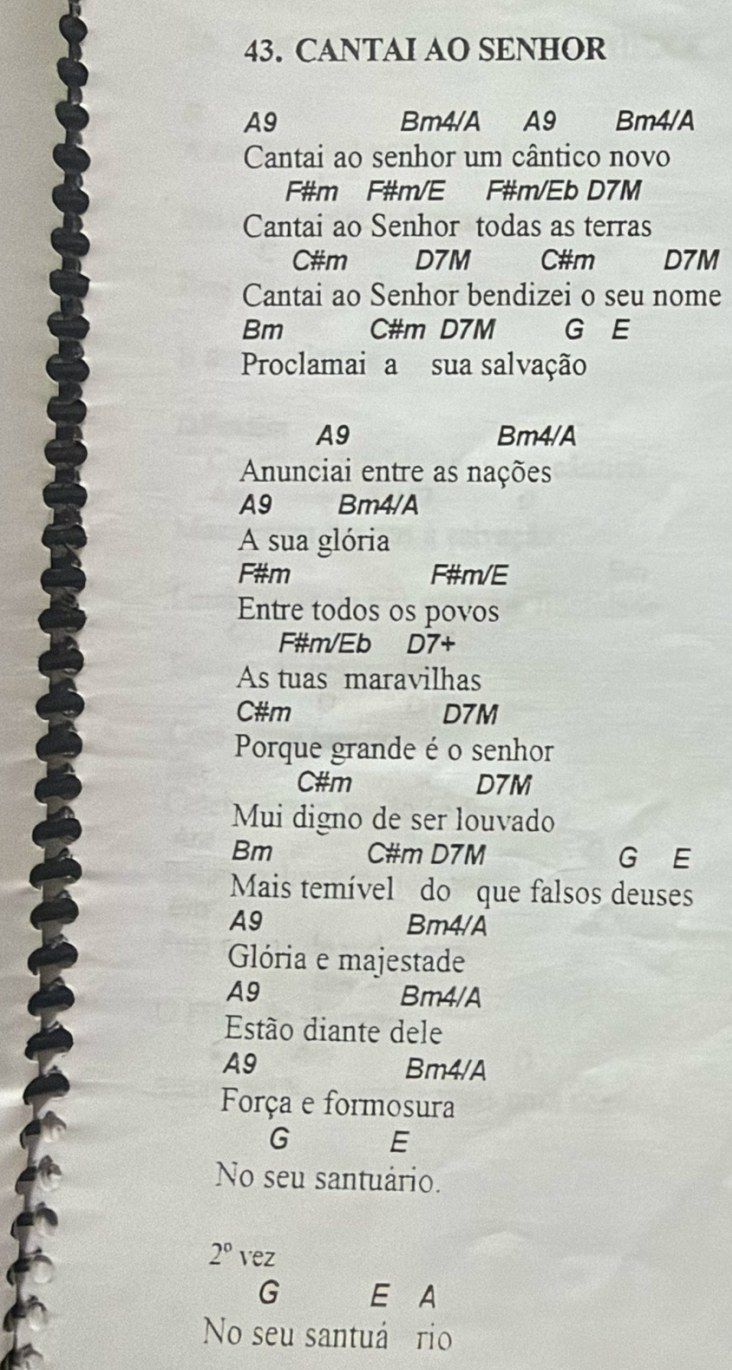 43. CANTAI AO SENHOR
A9 Bm4/A A9 Bm4/A
Cantai ao senhor um cântico novo
F#m F#m/E F#m/Eb D7M
Cantai ao Senhor todas as terras
C#m D7M C#m D7M
Cantai ao Senhor bendizei o seu nome
Bm C#m D7M G E
Proclamai a sua salvação
A9 Bm4/A
Anunciai entre as nações
A9 Bm4/A
A sua glória
F#m F#m/E
Entre todos os povos
F#m/Eb D7+
As tuas maravilhas
C#m D7M
Porque grande é o senhor
C#m D7M
Mui digno de ser louvado
Bm C#m D7M G E
Mais temível do que falsos deuses
A9 Bm4/A
Glória e majestade
A9 Bm4/A
Estão diante dele
A9 Bm4/A
Força e formosura
G E
No seu santuário.
2º vez
G E A
No seu santuá rio